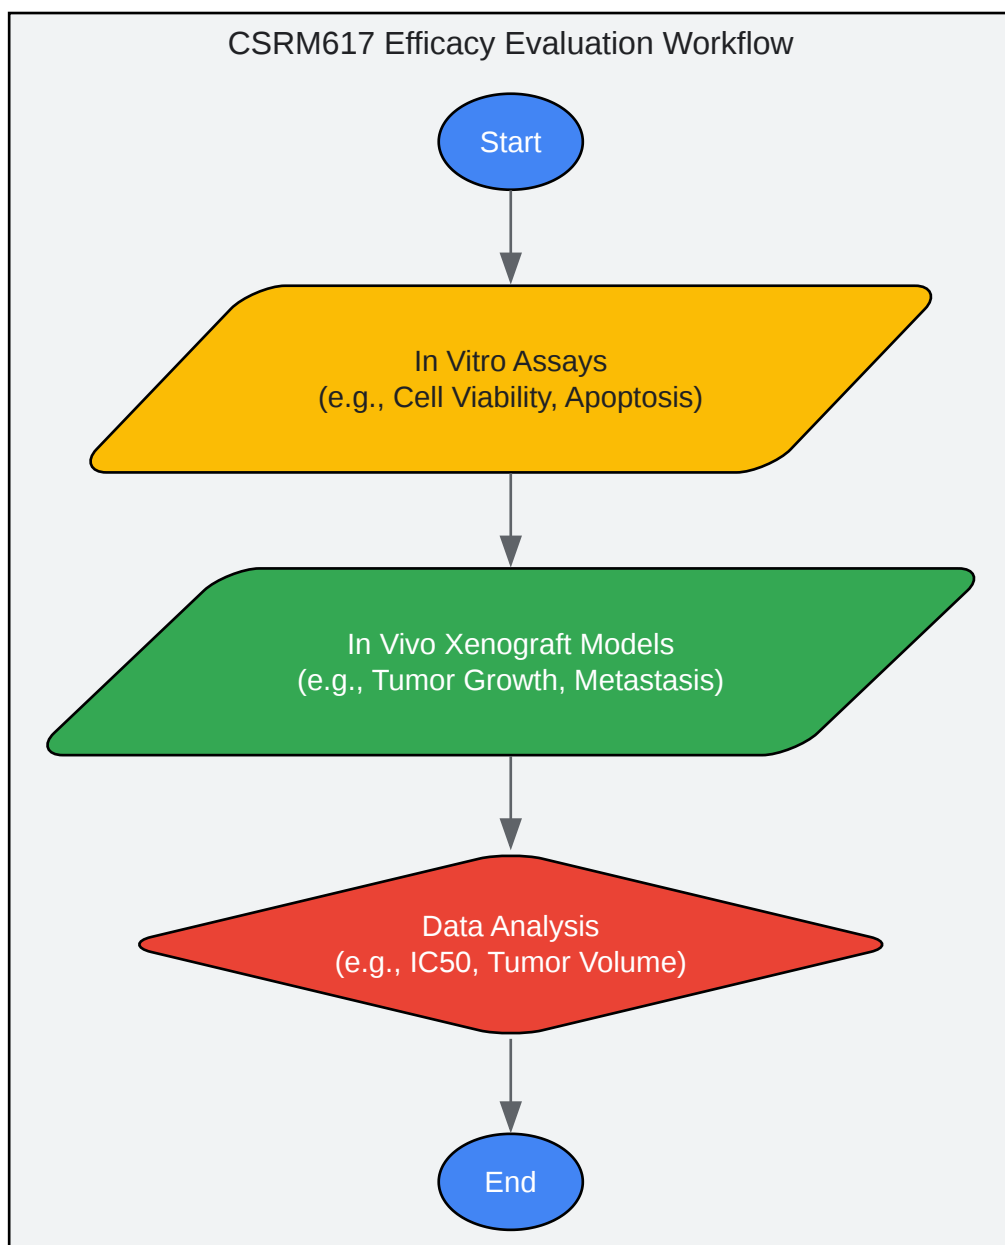 CSRM617 Efficacy Evaluation Workflow
Start
In Vitro Assays
(e.g., Cell Viability, Apoptosis)
In Vivo Xenograft Models
(e.g., Tumor Growth, Metastasis)
Data Analysis
(e.g., IC50, Tumor Volume)
End